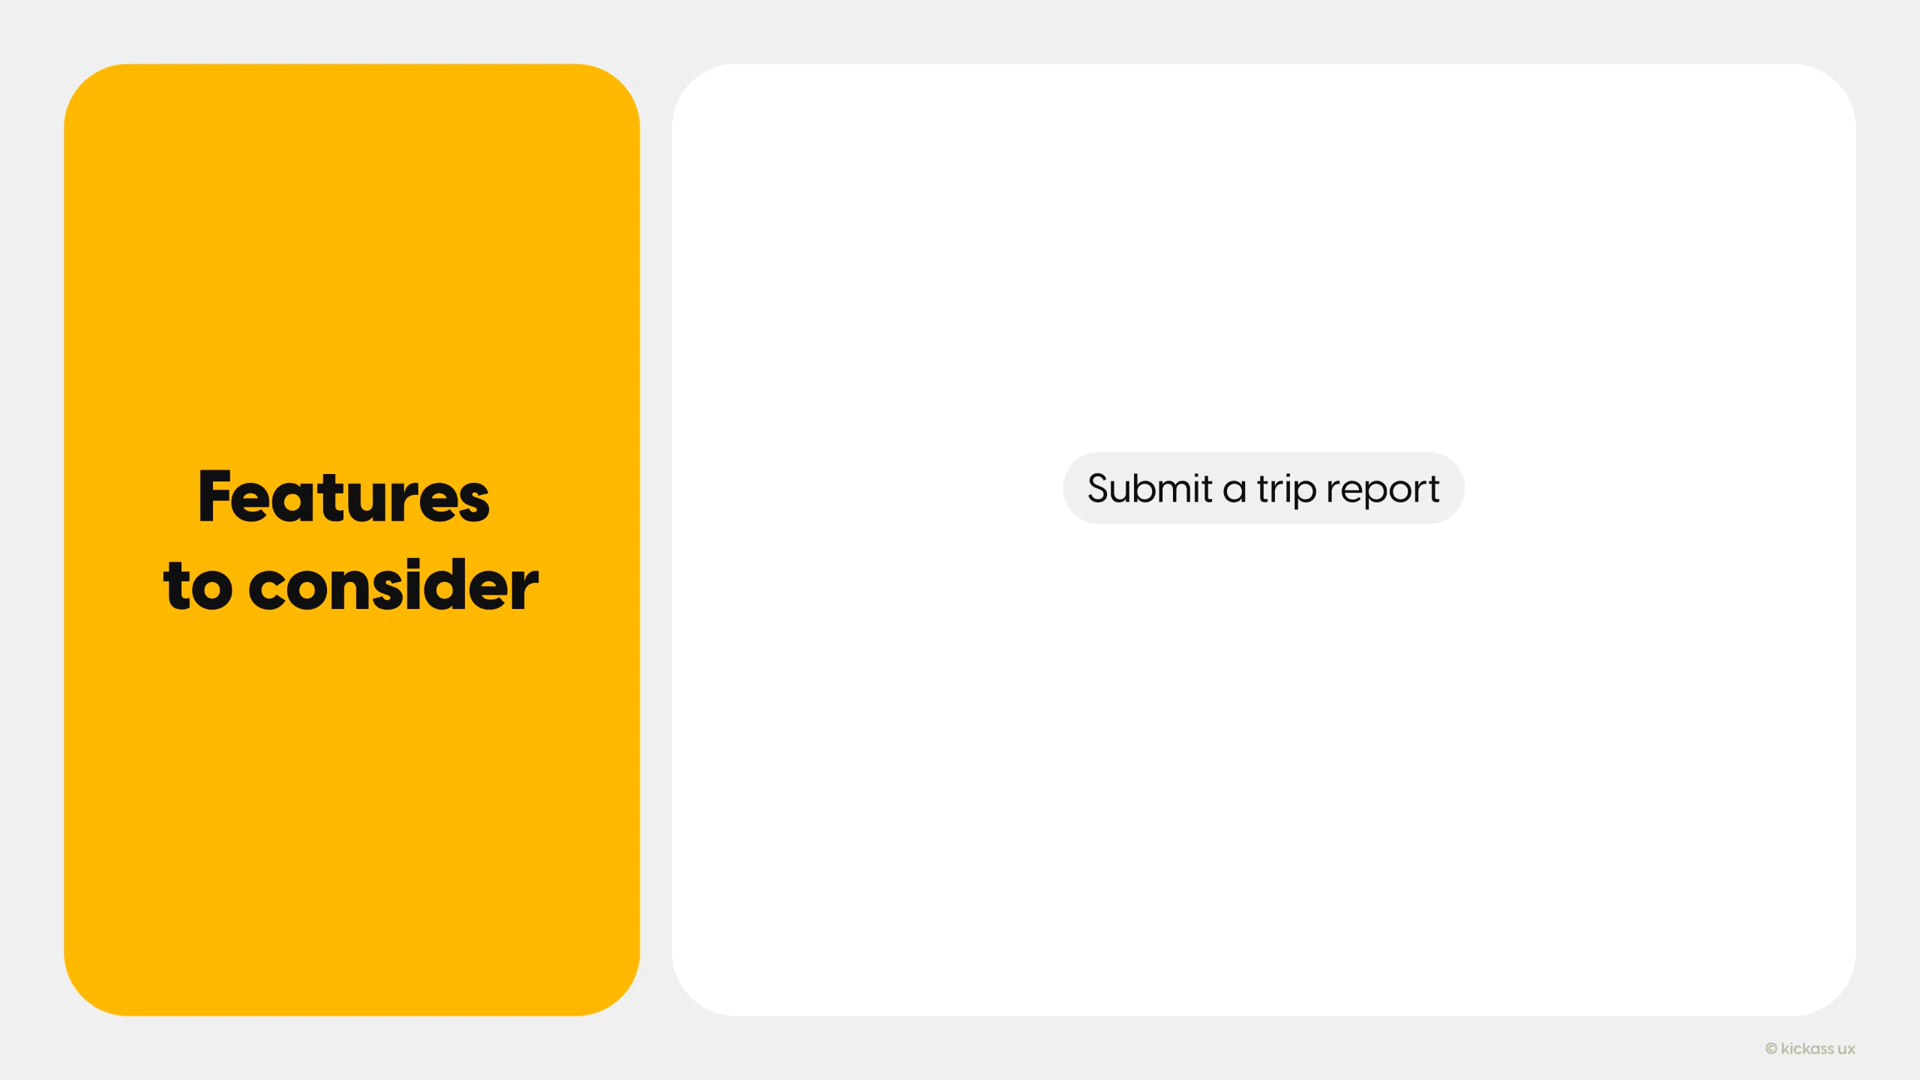 Features
to consider
Submit a trip report
© kickass ux